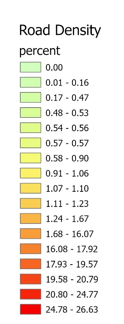 Road Density
percent
0.00
0.01 - 0.16
0.17 - 0.47
0.48 - 0.53
0.54 - 0.56
0.57 - 0.57
0.58 - 0.90
0.91 - 1.06
1.07 - 1.10
1.11 - 1.23
1.24 - 1.67
1.68 - 16.07
16.08 - 17.92
17.93 - 19.57
19.58 - 20.79
20.80 - 24.77
24.78 - 26.63